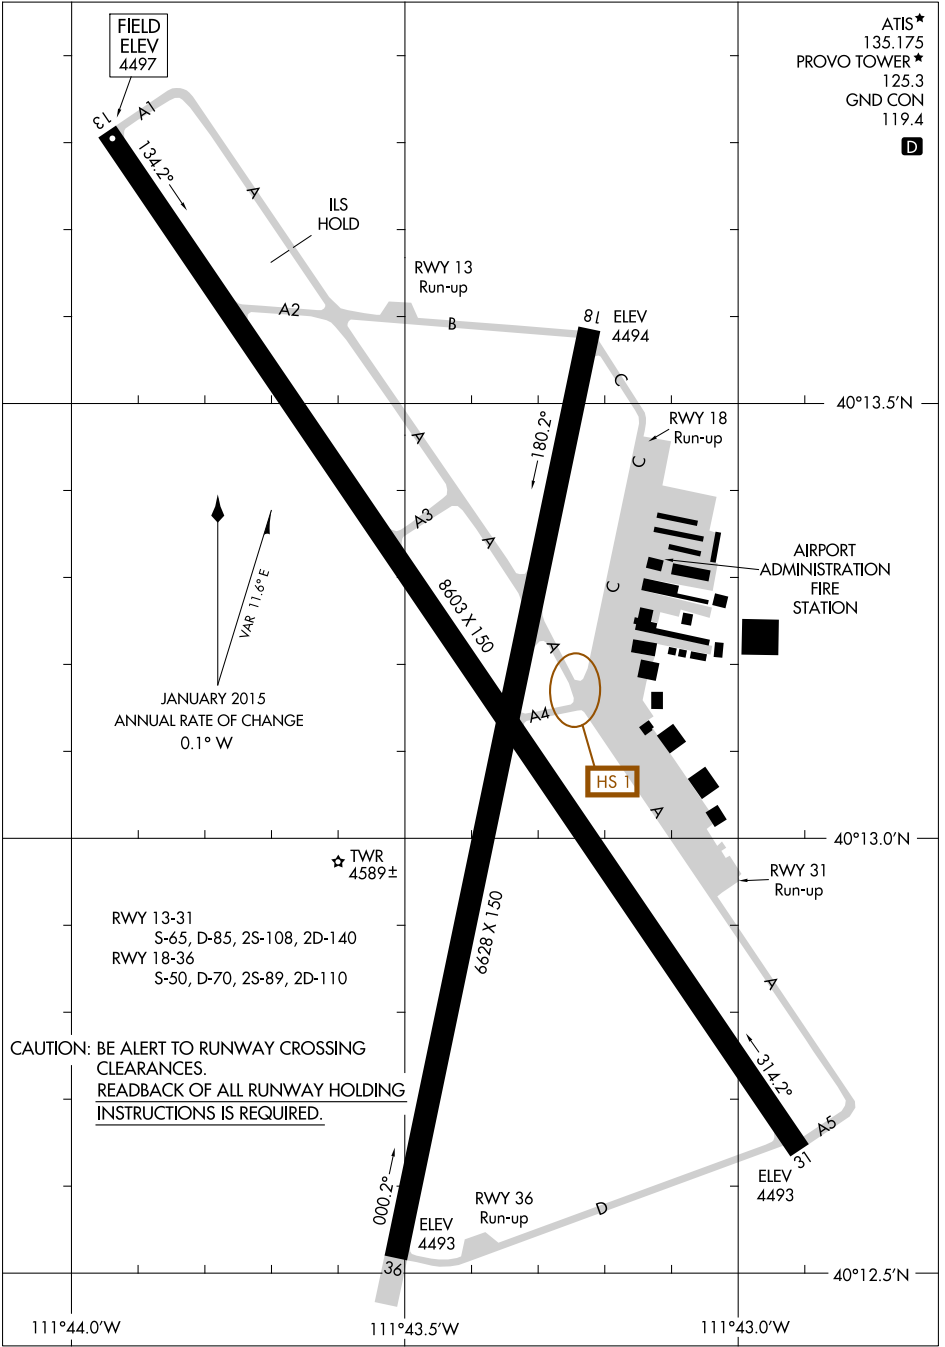 FIELD
ELEV
4497
ATIS★
135.175
PROVO TOWER★
125.3
GND CON
119.4
D
13
A1
134.2°
A
ILS
HOLD
RWY 13
Run-up
A2
B
18
ELEV
4494
C
40°13.5'N
RWY 18
Run-up
180.2°
A
C
A3
A
VAR 11.6° E
8603 X 150
C
AIRPORT
ADMINISTRATION
FIRE
STATION
A
JANUARY 2015
ANNUAL RATE OF CHANGE
0.1° W
A4
HS 1
A
40°13.0'N
TWR
4589±
RWY 31
Run-up
RWY 13-31
S-65, D-85, 2S-108, 2D-140
RWY 18-36
S-50, D-70, 2S-89, 2D-110
6628 X 150
A
CAUTION: BE ALERT TO RUNWAY CROSSING
CLEARANCES.
READBACK OF ALL RUNWAY HOLDING
INSTRUCTIONS IS REQUIRED.
314.2°
A5
31
ELEV
4493
000.2°
RWY 36
Run-up
D
ELEV
4493
36
40°12.5'N
111°44.0'W
111°43.5'W
111°43.0'W